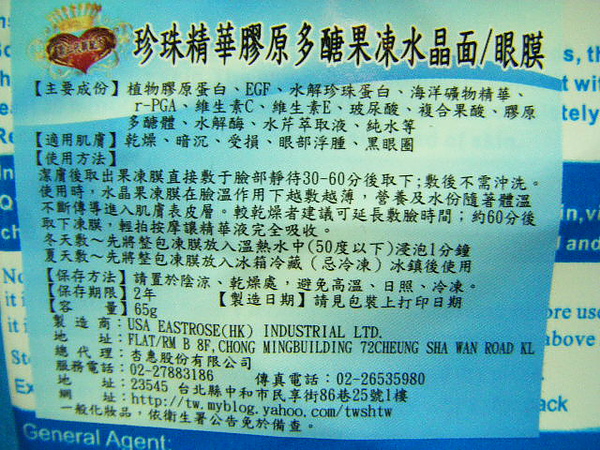 珍珠精華膠原多醣果凍水晶面/眼膜
【主要成份】植物膠原蛋白、EGF、水解珍珠蛋白、海洋礦物精華、
r-PGA、維生素C、維生素E、玻尿酸、複合果酸、膠原
多醣體、水解酶、水芹萃取液、純水等
【適用肌膚】乾燥、暗沉、受損、眼部浮腫、黑眼圈
【使用方法】
潔膚後取出果凍膜直接敷于臉部靜待30-60分後取下;敷後不需沖洗。
使用時,水晶果凍膜在臉溫作用下越敷越薄,營養及水份隨著體溫
不斷傳導進入肌膚表皮層。較乾燥者建議可延長敷臉時間;約60分後
取下凍膜,輕拍按摩讓精華液完全吸收。
冬天敷～先將整包凍膜放入溫熱水中(50度以下)浸泡1分鐘
夏天敷～先將整包凍膜放入冰箱冷藏(忌冷凍)冰鎮後使用
【保存方法】請置於陰涼、乾燥處,避免高溫、日照、冷凍。
【保存期限】2年 【製造日期】請見包裝上打印日期
【容 量】65g
製 造 商:USA EASTROSE(HK) INDUSTRIAL LTD.
地 址:FLAT/RM B 8F,CHONG MINGBUILDING 72CHEUNG SHA WAN ROAD KL
總 代 理:杏惠股份有限公司
服務電話:02-27883186 傳真電話:02-26535980
地 址:23545 台北縣中和市民享街86巷25號1樓
網 址:http://tw.myblog.yahoo.com/twshtw
一般化妝品,依衛生署公告免於備查。
General Agent: